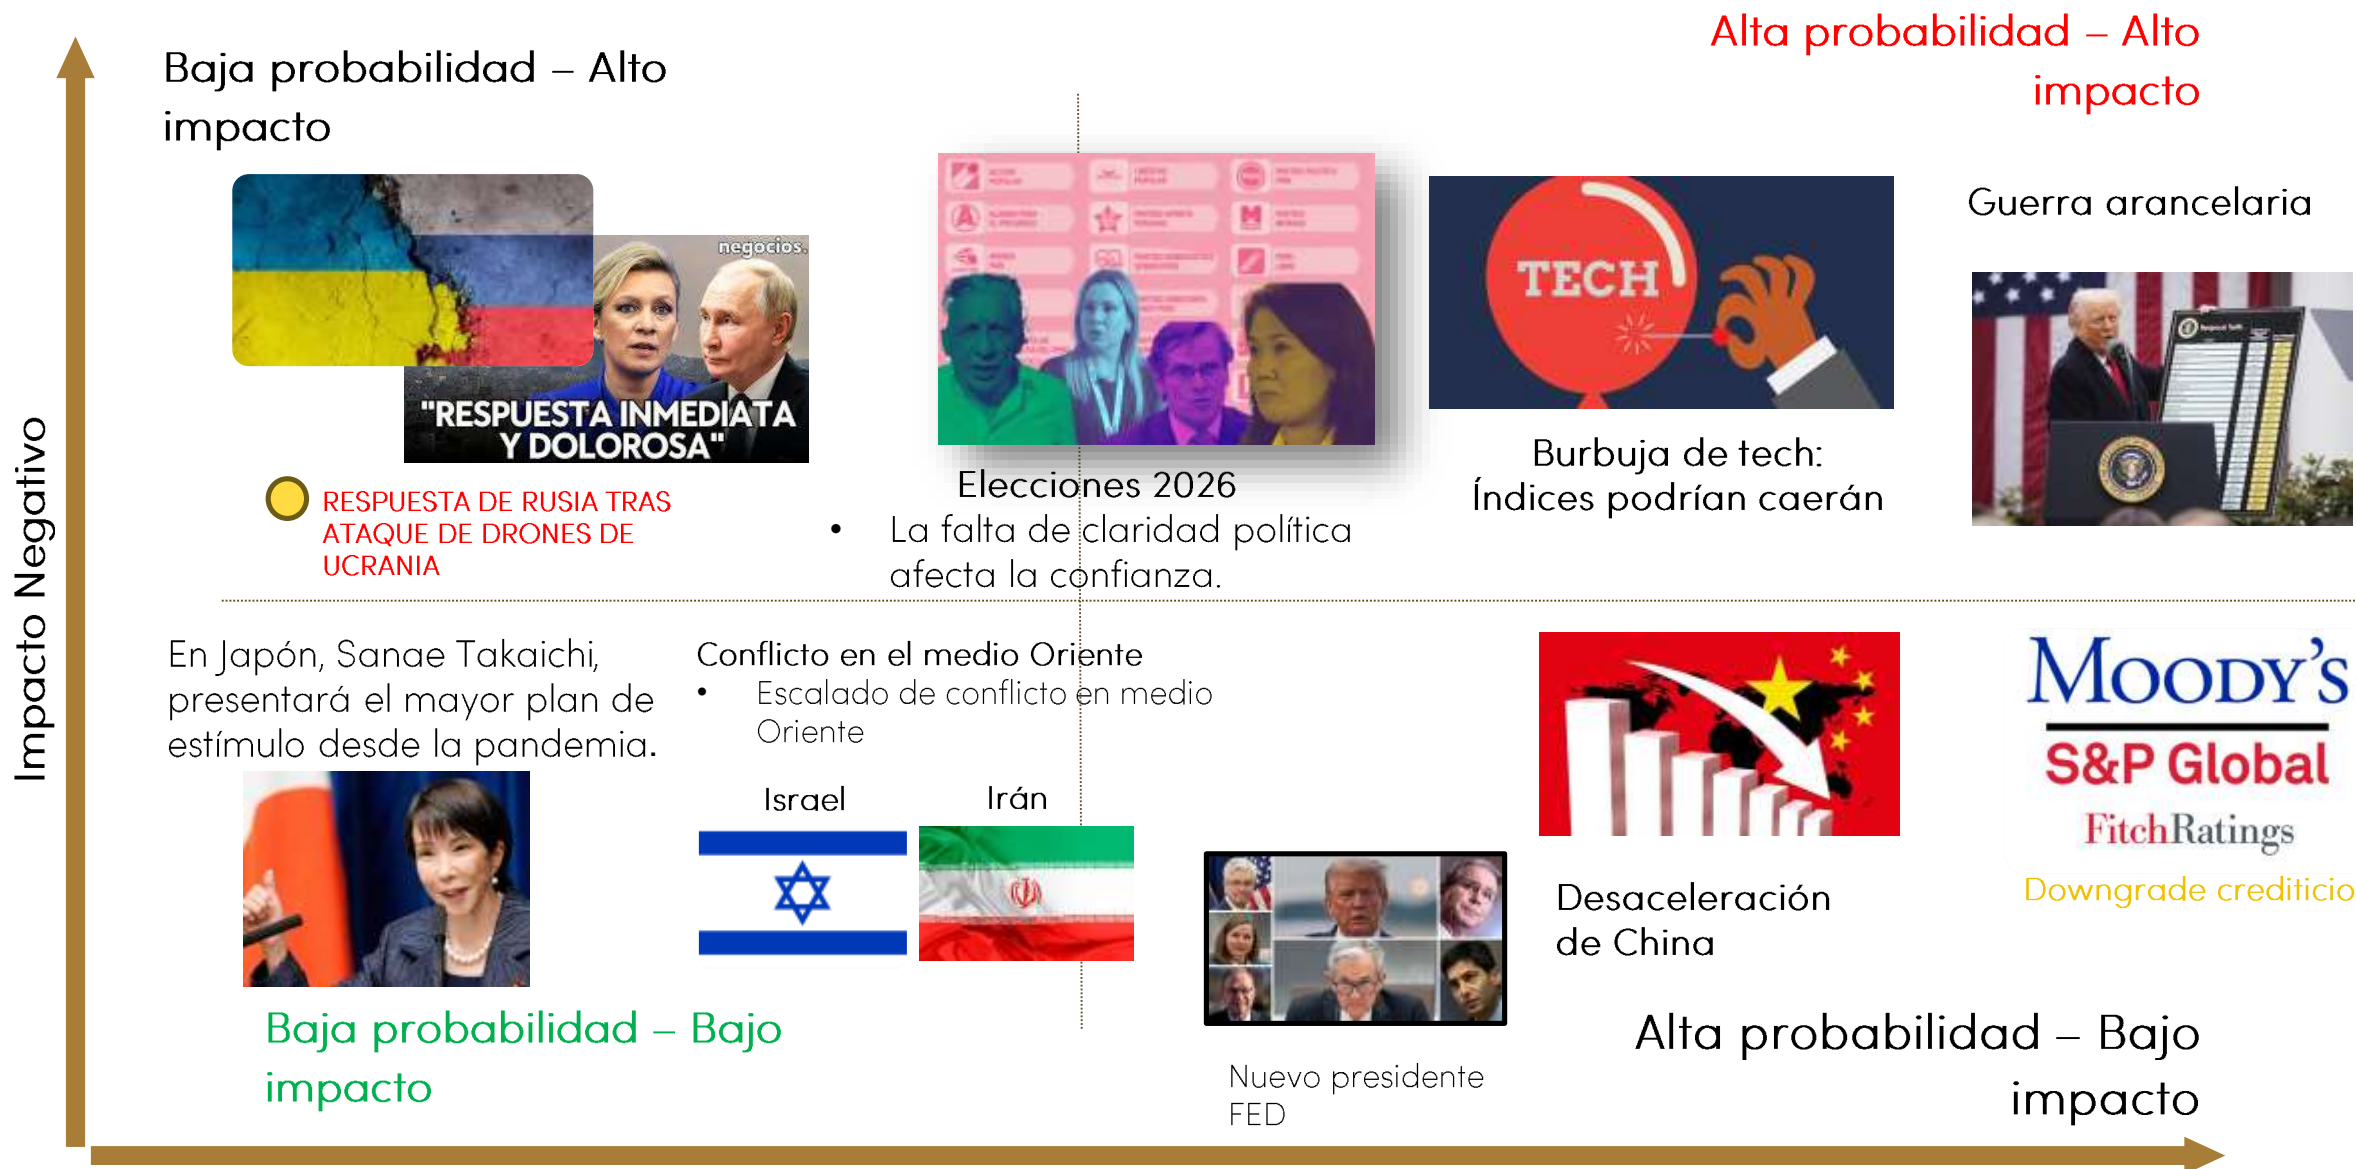 Baja probabilidad – Alto
impacto
Alta probabilidad – Alto
impacto
negocios.
"RESPUESTA INMEDIATA
Y DOLOROSA"
RESPUESTA DE RUSIA TRAS
ATAQUE DE DRONES DE
UCRANIA
Elecciones 2026
• La falta de claridad política
afecta la confianza.
TECH
Burbuja de tech:
Índices podrían caerán
Guerra arancelaria
Impacto Negativo
En Japón, Sanae Takaichi,
presentará el mayor plan de
estímulo desde la pandemia.
Conflicto en el medio Oriente
• Escalado de conflicto en medio
Oriente
Israel
Irán
Baja probabilidad – Bajo
impacto
Nuevo presidente
FED
Desaceleración
de China
MOODY'S
S&P Global
FitchRatings
Downgrade crediticio
Alta probabilidad – Bajo
impacto